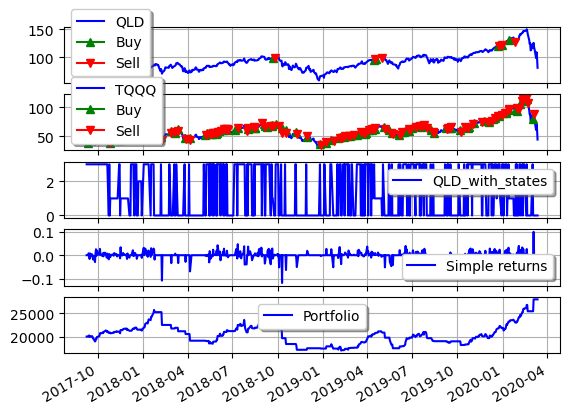 QLD
Buy
Sell
150
100
TQQQ
Buy
Sell
100
50
QLD_with_states
2
0
0.1
0.0
−0.1
Simple returns
Portfolio
25000
20000
2017-10 2018-01 2018-04 2018-07 2018-10 2019-01 2019-04 2019-07 2019-10 2020-01 2020-04